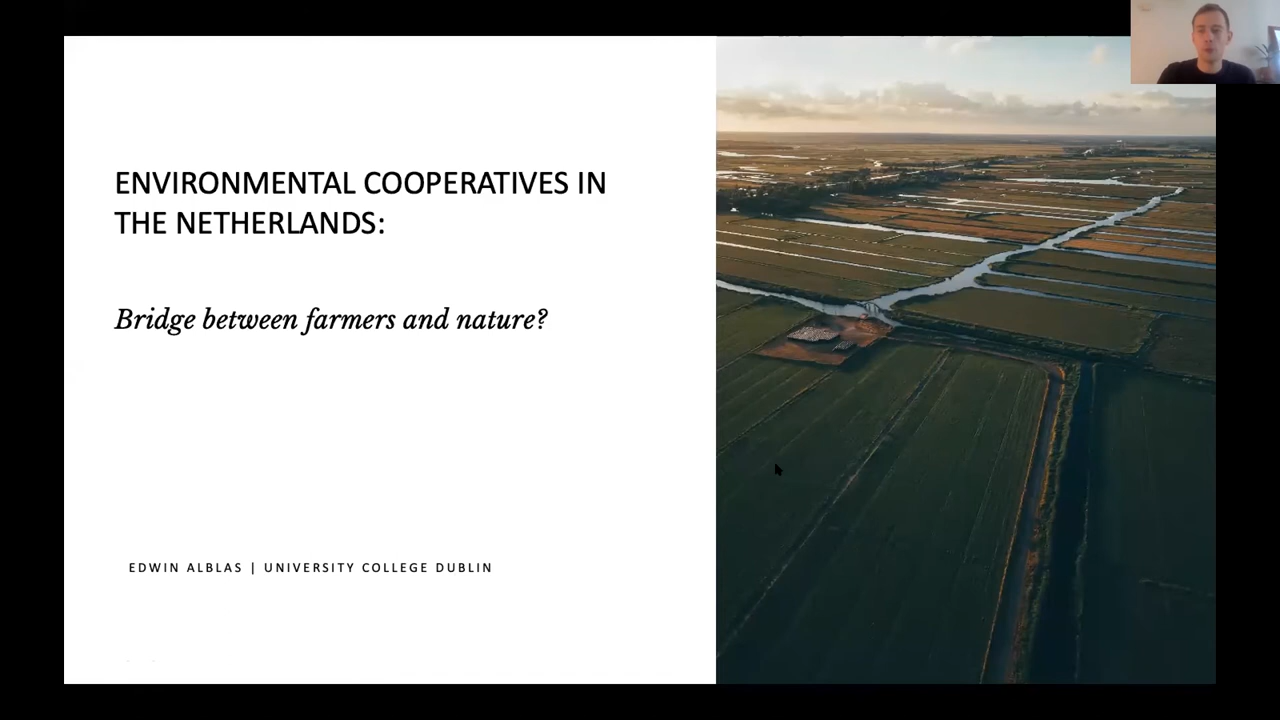 ENVIRONMENTAL COOPERATIVES IN
THE NETHERLANDS:
Bridge between farmers and nature?
EDWIN ALBLAS | UNIVERSITY COLLEGE DUBLIN